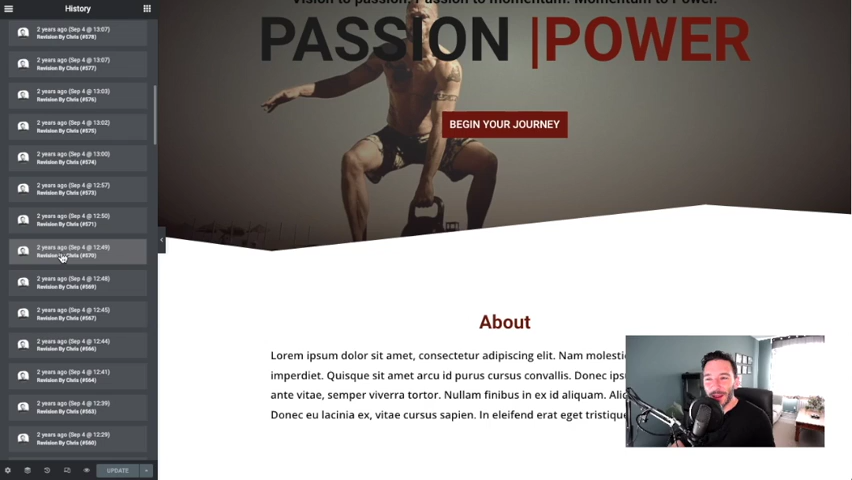 History
2 years ago (Sep 4 @ 13:07)
Revision By Chris (#578)
2 years ago (Sep 4 @ 13:07)
Revision By Chris (#577)
2 years ago (Sep 4 @ 13:03)
Revision By Chris (#576)
2 years ago (Sep 4 @ 13:02)
Revision By Chris (#575)
2 years ago (Sep 4 @ 13:00)
Revision By Chris (#574)
2 years ago (Sep 4 @ 12:57)
Revision By Chris (#573)
2 years ago (Sep 4 @ 12:50)
Revision By Chris (#571)
2 years ago (Sep 4 @ 12:49)
Revision By Chris (#570)
2 years ago (Sep 4 @ 12:48)
Revision By Chris (#569)
2 years ago (Sep 4 @ 12:45)
Revision By Chris (#567)
2 years ago (Sep 4 @ 12:44)
Revision By Chris (#566)
2 years ago (Sep 4 @ 12:41)
Revision By Chris (#564)
2 years ago (Sep 4 @ 12:39)
Revision By Chris (#563)
2 years ago (Sep 4 @ 12:29)
Revision By Chris (#560)
UPDATE
Vision to passion. Passion to momentum. Momentum to Power.
PASSION |POWER
BEGIN YOUR JOURNEY
About
Lorem ipsum dolor sit amet, consectetur adipiscing elit. Nam molesti
imperdiet. Quisque sit amet arcu id purus cursus convallis. Donec ips
ante vitae, semper viverra tortor. Nullam finibus in ex id aliquam. Ali
Donec eu lacinia ex, vitae cursus sapien. In eleifend erat eget tristique